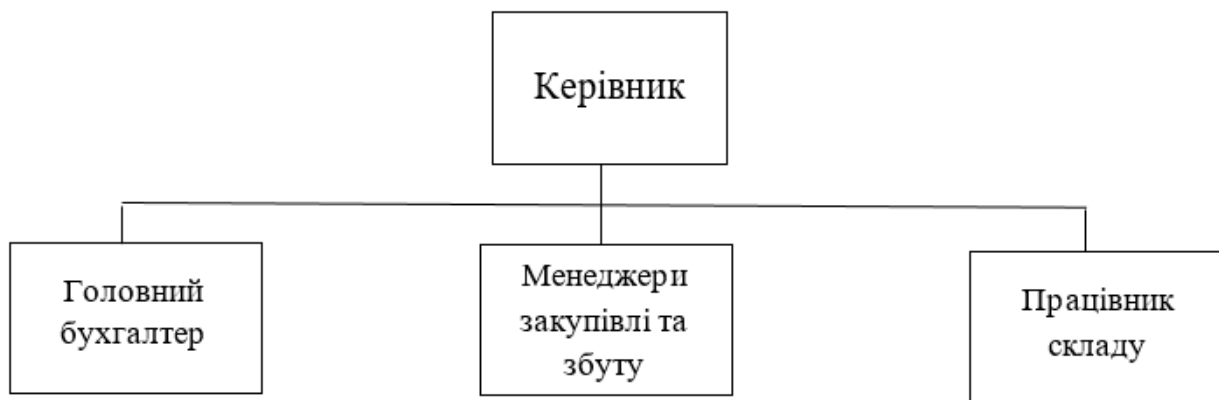 Керівник
Головний
бухгалтер
Менеджери
закупівлі та
збуту
Працівник
складу